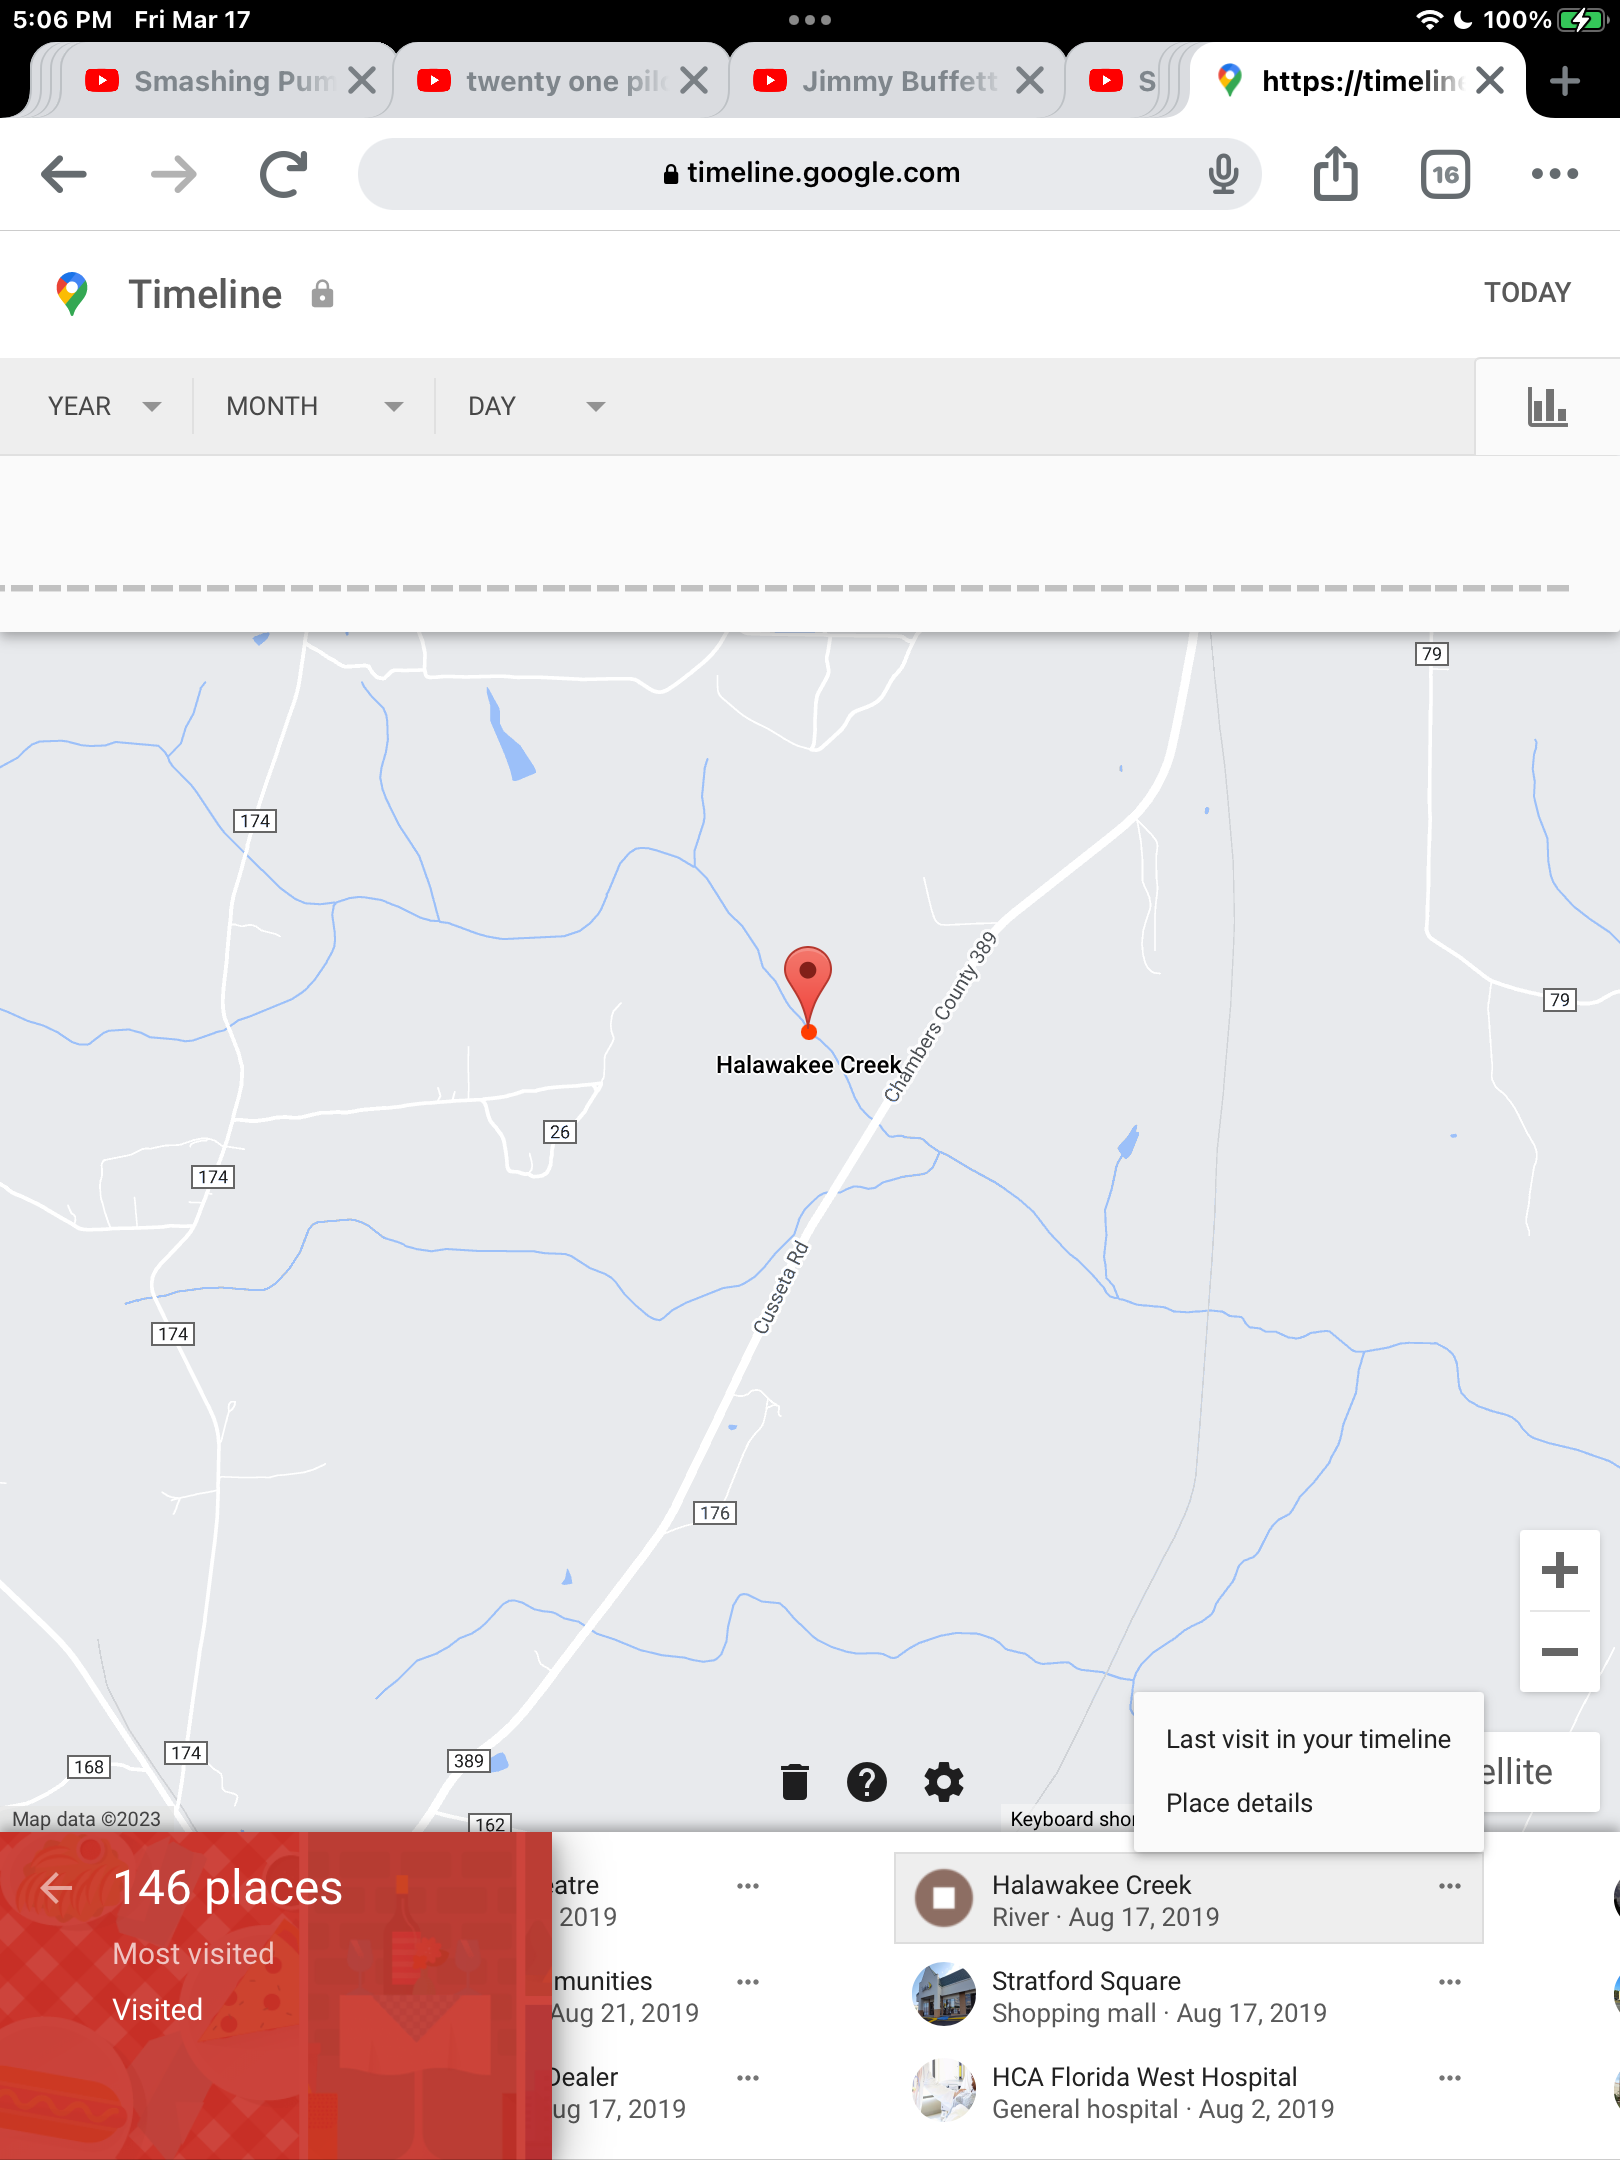 5:06 PM Fri Mar 17
100%
Smashing Pum
twenty one pil
Jimmy Buffett
S
https://timeline
timeline.google.com
16
Timeline
TODAY
YEAR
MONTH
DAY
79
174
Chambers County 389
79
Halawakee Creek
26
174
Cusseta Rd
174
176
Last visit in your timeline
Place details
ellite
174
389
168
162
Map data ©2023
Keyboard shor
146 places
Most visited
Visited
eatre
2019
munities
Aug 21, 2019
Dealer
ug 17, 2019
Halawakee Creek
River · Aug 17, 2019
Stratford Square
Shopping mall · Aug 17, 2019
HCA Florida West Hospital
General hospital · Aug 2, 2019